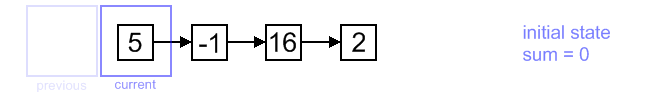 5 -1 16 2
initial state
sum = 0
previous current